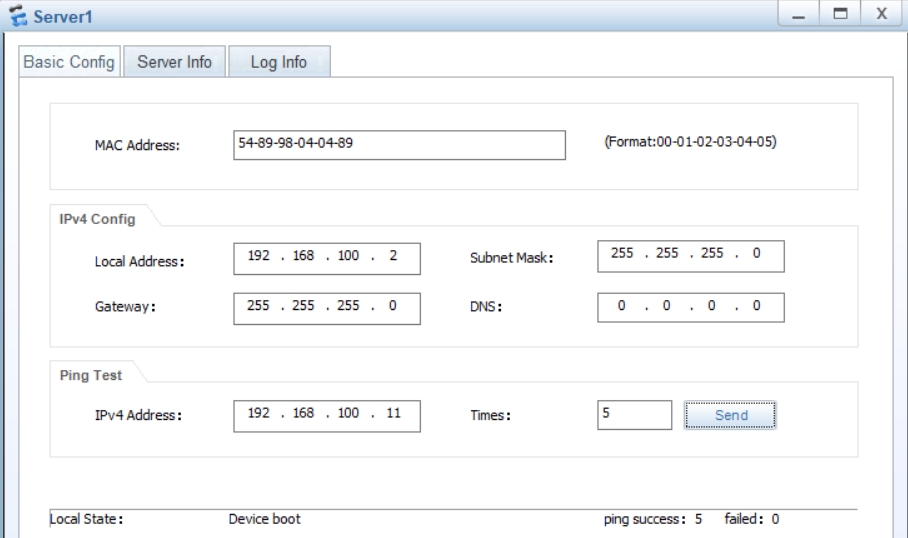 Server1
Basic Config Server Info Log Info
MAC Address: 54-89-98-04-04-89 (Format:00-01-02-03-04-05)
IPv4 Config
Local Address: 192 . 168 . 100 . 2 Subnet Mask: 255 . 255 . 255 . 0
Gateway: 255 . 255 . 255 . 0 DNS: 0 . 0 . 0 . 0
Ping Test
IPv4 Address: 192 . 168 . 100 . 11 Times: 5 Send
Local State: Device boot ping success: 5 failed: 0